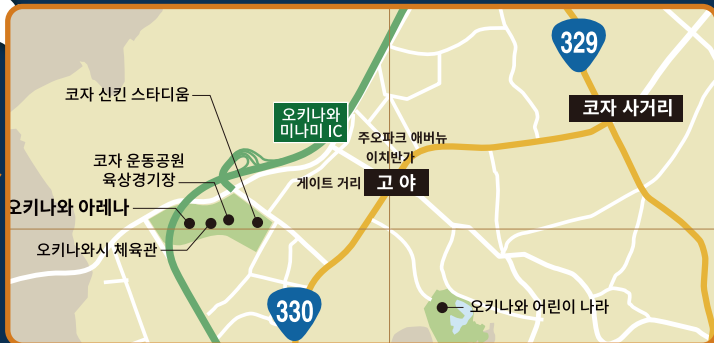 329
코자 신킨 스타디움
코자 사거리
오키나와
미나미 IC
주오파크 애버뉴
이치반가
코자 운동공원
육상경기장
게이트 거리
고 야
오키나와 아레나
오키나와시 체육관
330
오키나와 어린이 나라